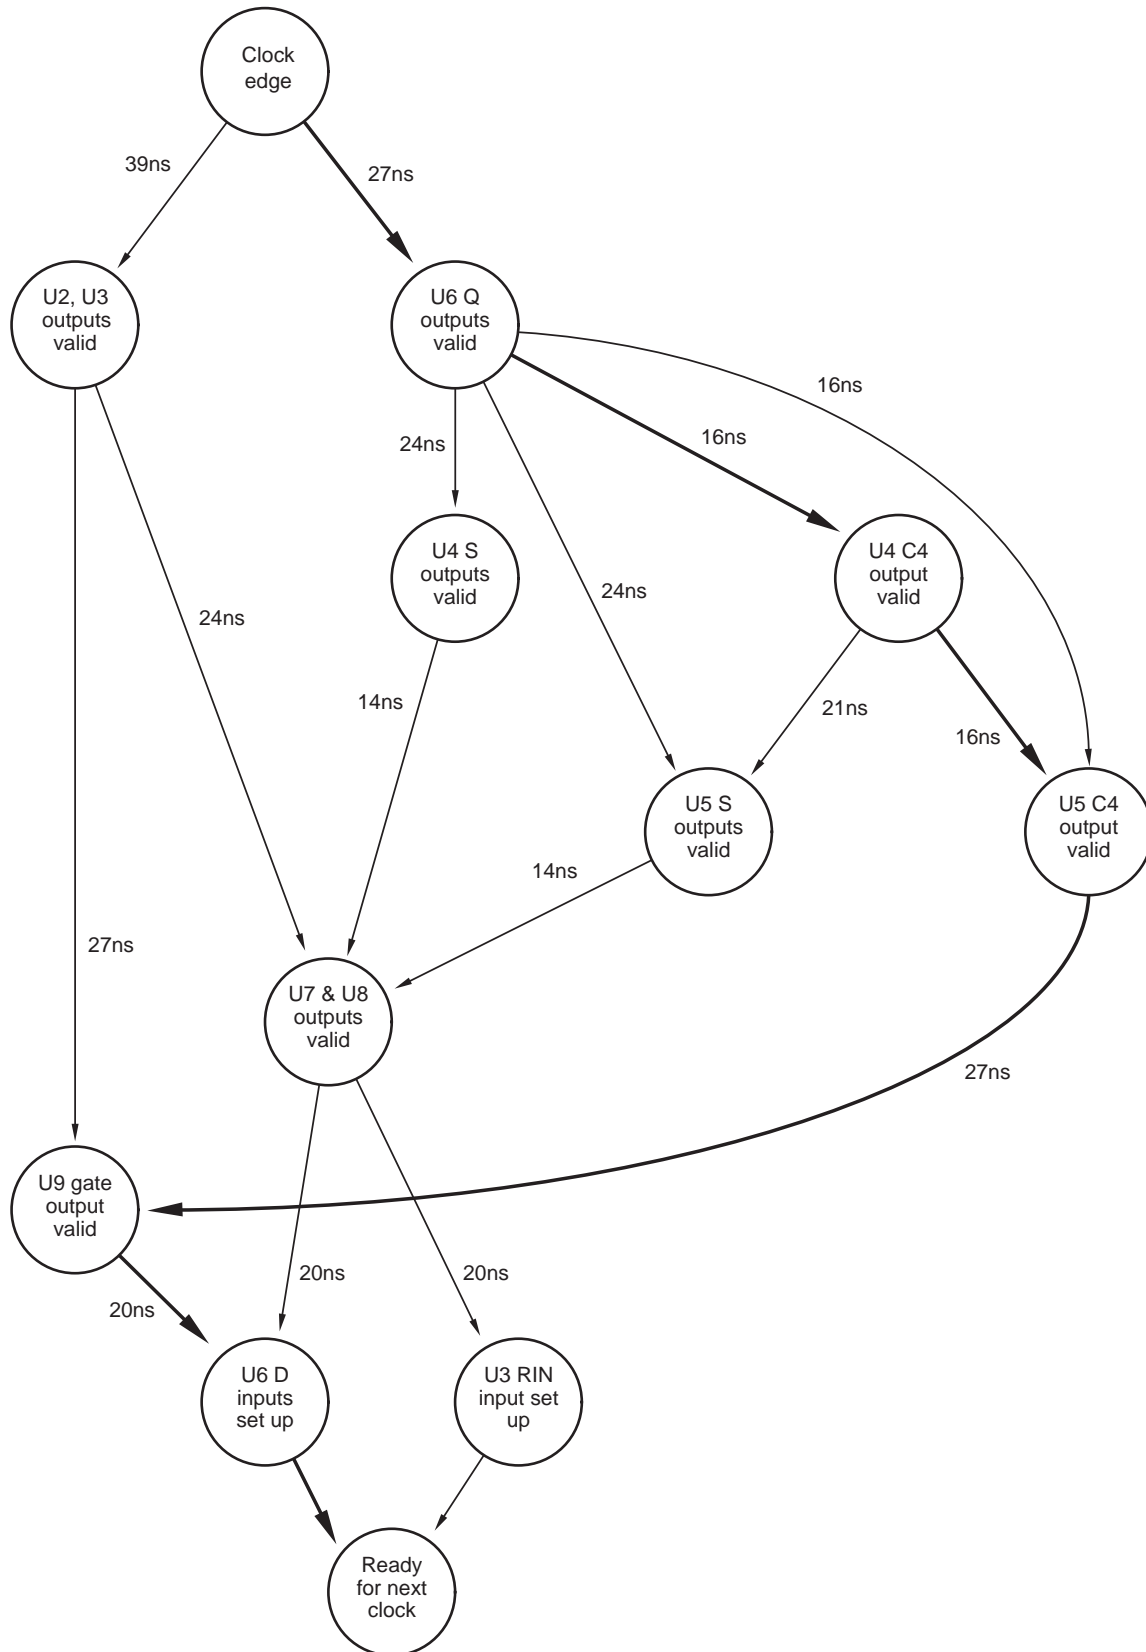 Clock
edge
39ns
27ns
U2, U3
outputs
valid
U6 Q
outputs
valid
16ns
24ns
16ns
U4 S
outputs
valid
U4 C4
output
valid
24ns
24ns
14ns
21ns
16ns
U5 S
outputs
valid
U5 C4
output
valid
14ns
27ns
U7 & U8
outputs
valid
27ns
U9 gate
output
valid
20ns
20ns
20ns
U6 D
inputs
set up
U3 RIN
input set
up
Ready
for next
clock